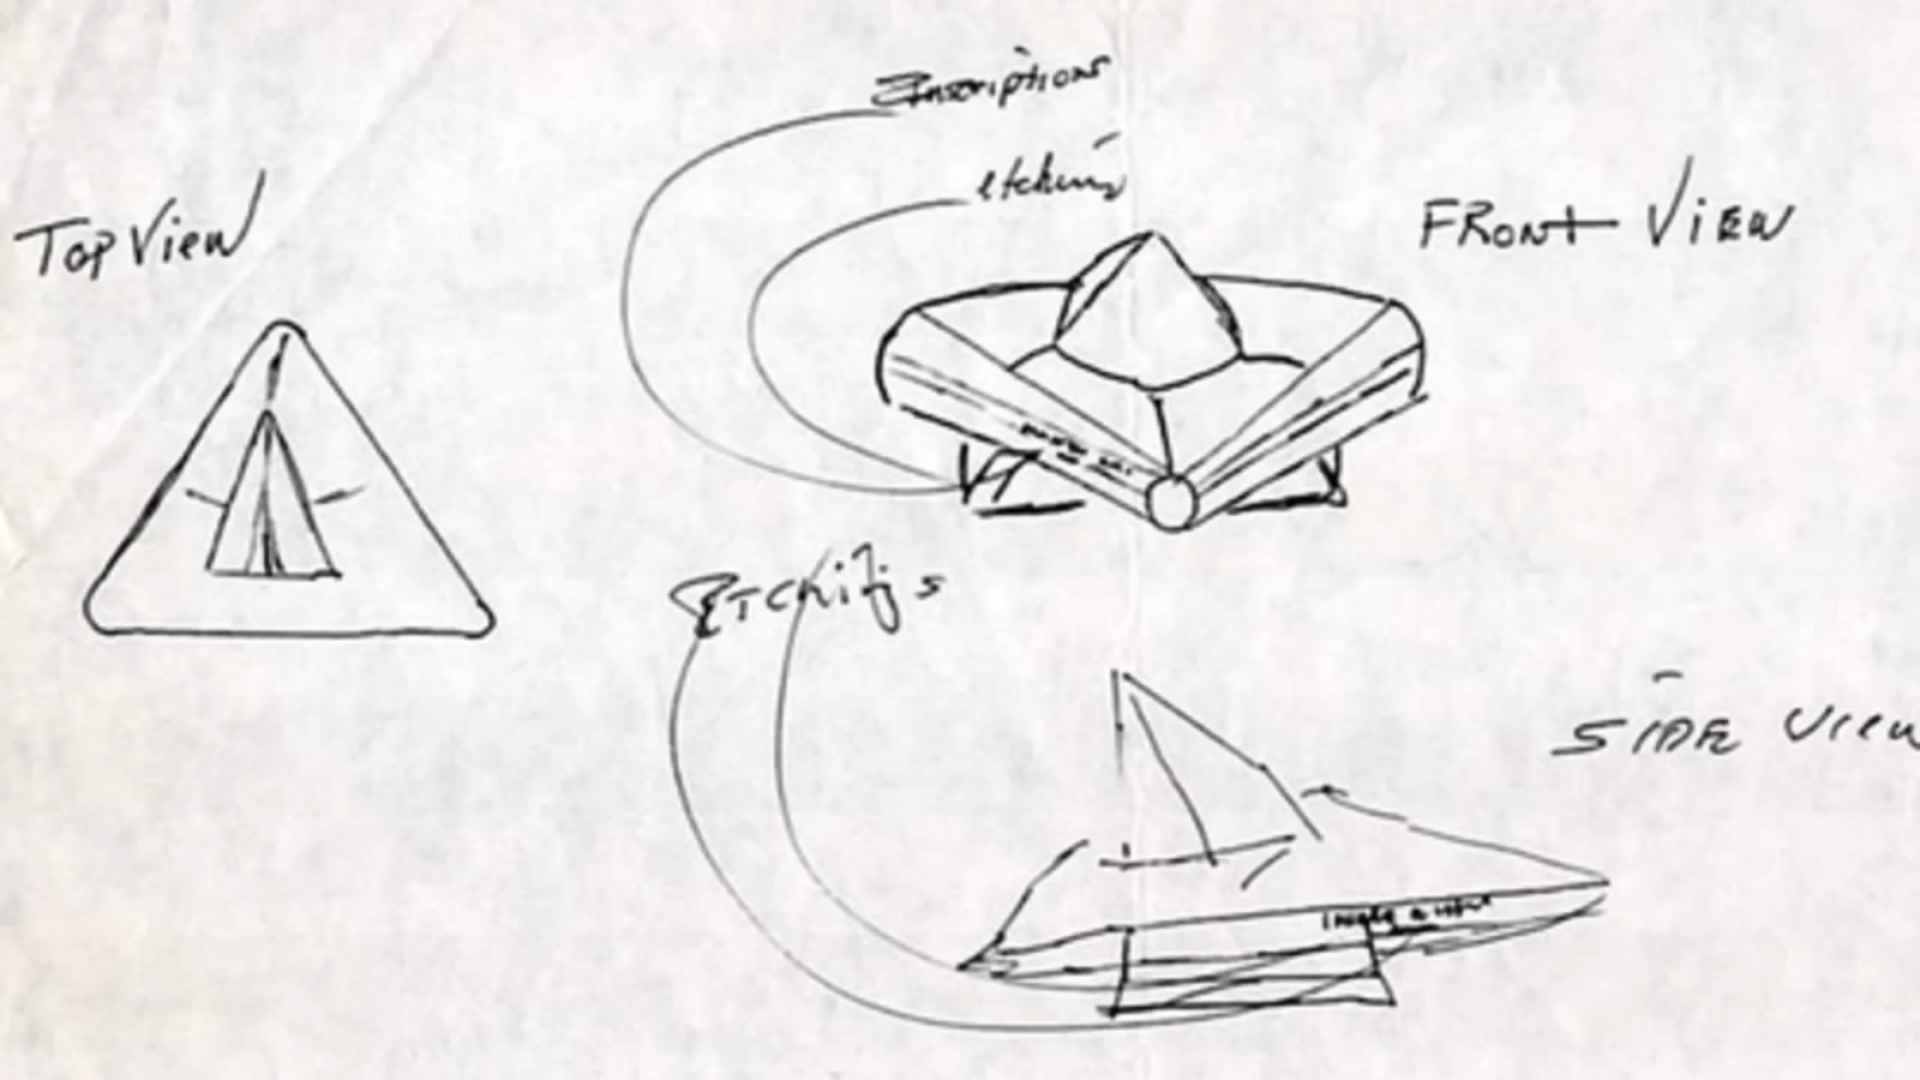 Inscriptions
etching
Top View
FRont ViEW
ETCHiNgs
SIDE View